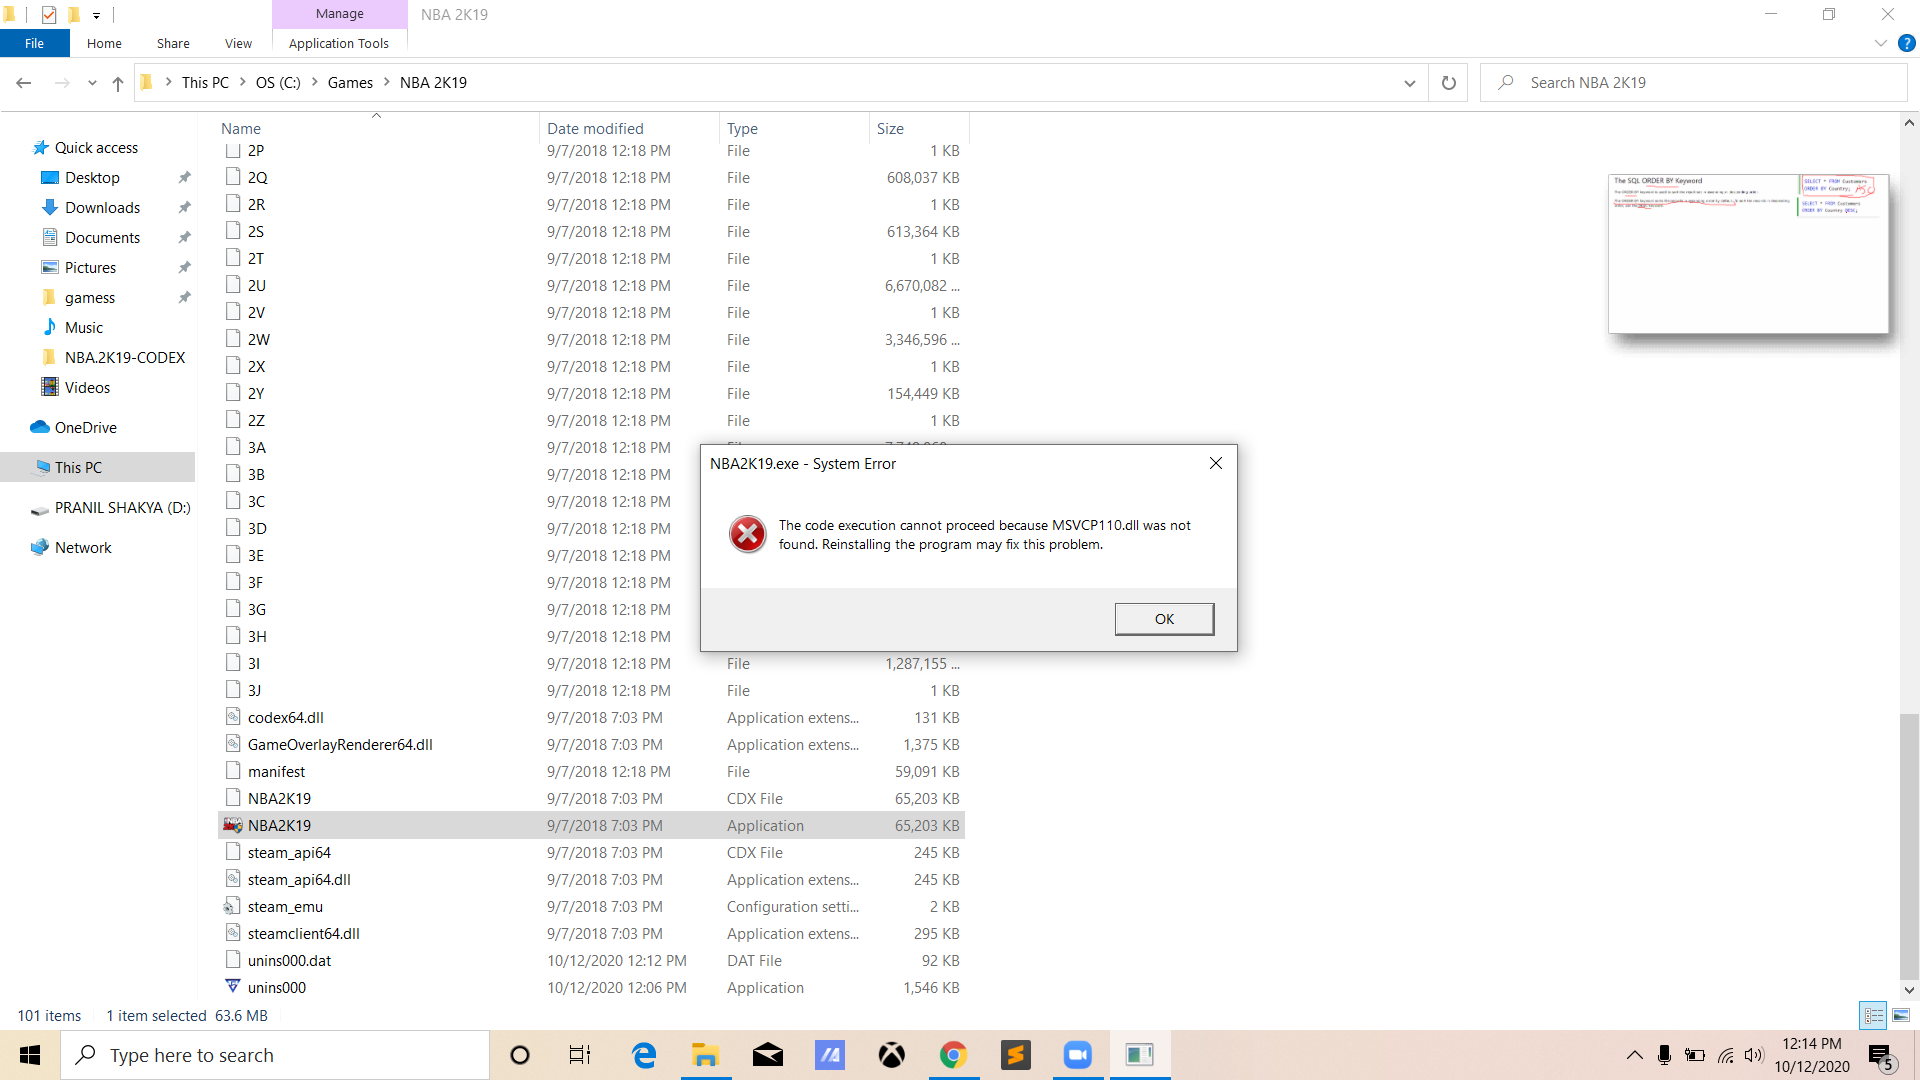 Manage
NBA 2K19
File
Home
Share
View
Application Tools
This PC
OS (C:)
Games
NBA 2K19
Search NBA 2K19
Name
Date modified
Type
Size
Quick access
Desktop
Downloads
Documents
Pictures
gamess
Music
NBA.2K19-CODEX
Videos
OneDrive
This PC
PRANIL SHAKYA (D:)
Network
2P 9/7/2018 12:18 PM File 1 KB
2Q 9/7/2018 12:18 PM File 608,037 KB
2R 9/7/2018 12:18 PM File 1 KB
2S 9/7/2018 12:18 PM File 613,364 KB
2T 9/7/2018 12:18 PM File 1 KB
2U 9/7/2018 12:18 PM File 6,670,082 ...
2V 9/7/2018 12:18 PM File 1 KB
2W 9/7/2018 12:18 PM File 3,346,596 ...
2X 9/7/2018 12:18 PM File 1 KB
2Y 9/7/2018 12:18 PM File 154,449 KB
2Z 9/7/2018 12:18 PM File 1 KB
3A 9/7/2018 12:18 PM
3B 9/7/2018 12:18 PM
3C 9/7/2018 12:18 PM
3D 9/7/2018 12:18 PM
3E 9/7/2018 12:18 PM
3F 9/7/2018 12:18 PM
3G 9/7/2018 12:18 PM
3H 9/7/2018 12:18 PM
3I 9/7/2018 12:18 PM File 1,287,155 ...
3J 9/7/2018 12:18 PM File 1 KB
codex64.dll 9/7/2018 7:03 PM Application extens... 131 KB
GameOverlayRenderer64.dll 9/7/2018 7:03 PM Application extens... 1,375 KB
manifest 9/7/2018 12:18 PM File 59,091 KB
NBA2K19 9/7/2018 7:03 PM CDX File 65,203 KB
NBA2K19 9/7/2018 7:03 PM Application 65,203 KB
steam_api64 9/7/2018 7:03 PM CDX File 245 KB
steam_api64.dll 9/7/2018 7:03 PM Application extens... 245 KB
steam_emu 9/7/2018 7:03 PM Configuration setti... 2 KB
steamclient64.dll 9/7/2018 7:03 PM Application extens... 295 KB
unins000.dat 10/12/2020 12:12 PM DAT File 92 KB
unins000 10/12/2020 12:06 PM Application 1,546 KB
NBA2K19.exe - System Error
The code execution cannot proceed because MSVCP110.dll was not
found. Reinstalling the program may fix this problem.
OK
The SQL ORDER BY Keyword
SELECT * FROM Customers
ORDER BY Country; ASC
SELECT * FROM Customers
ORDER BY Country DESC;
101 items
1 item selected 63.6 MB
Type here to search
12:14 PM
10/12/2020
5